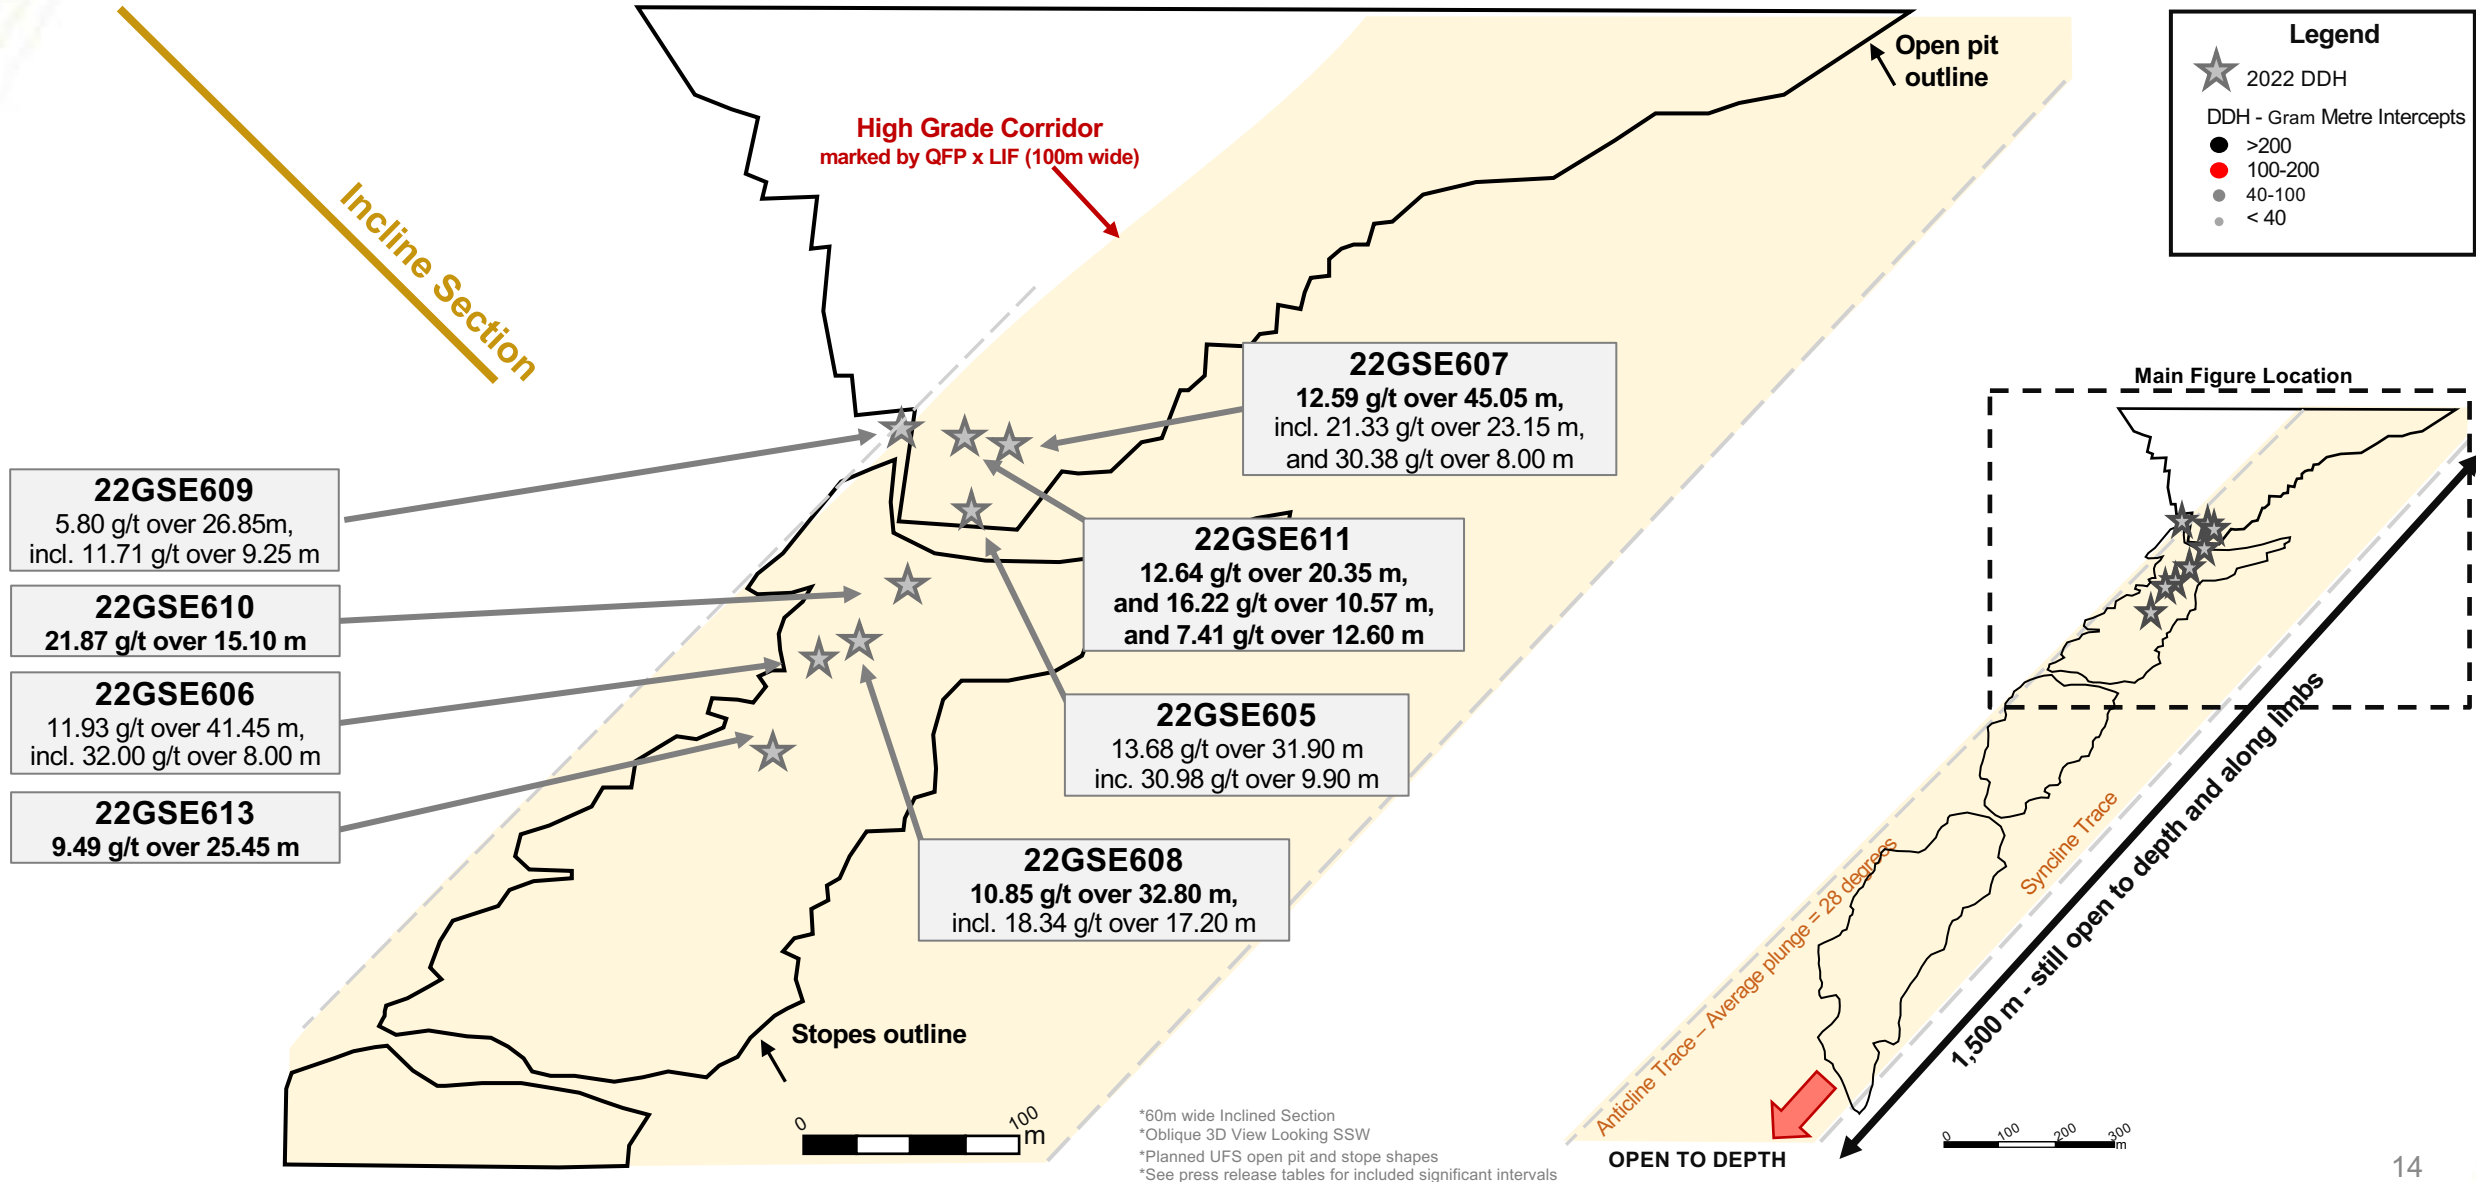 Incline Section
Open pit
outline
High Grade Corridor
marked by QFP x LIF (100m wide)
Legend
2022 DDH
DDH - Gram Metre Intercepts
>200
100-200
40-100
< 40
22GSE607
12.59 g/t over 45.05 m,
incl. 21.33 g/t over 23.15 m,
and 30.38 g/t over 8.00 m
22GSE609
5.80 g/t over 26.85m,
incl. 11.71 g/t over 9.25 m
22GSE611
12.64 g/t over 20.35 m,
and 16.22 g/t over 10.57 m,
and 7.41 g/t over 12.60 m
22GSE610
21.87 g/t over 15.10 m
22GSE606
11.93 g/t over 41.45 m,
incl. 32.00 g/t over 8.00 m
22GSE605
13.68 g/t over 31.90 m
inc. 30.98 g/t over 9.90 m
22GSE613
9.49 g/t over 25.45 m
22GSE608
10.85 g/t over 32.80 m,
incl. 18.34 g/t over 17.20 m
Stopes outline
0 100
m
*60m wide Inclined Section
*Oblique 3D View Looking SSW
*Planned UFS open pit and stope shapes
*See press release tables for included significant intervals
Main Figure Location
Anticline Trace – Average plunge = 28 degrees
Syncline Trace
1,500 m - still open to depth and along limbs
OPEN TO DEPTH
0 100 200 300
m
14